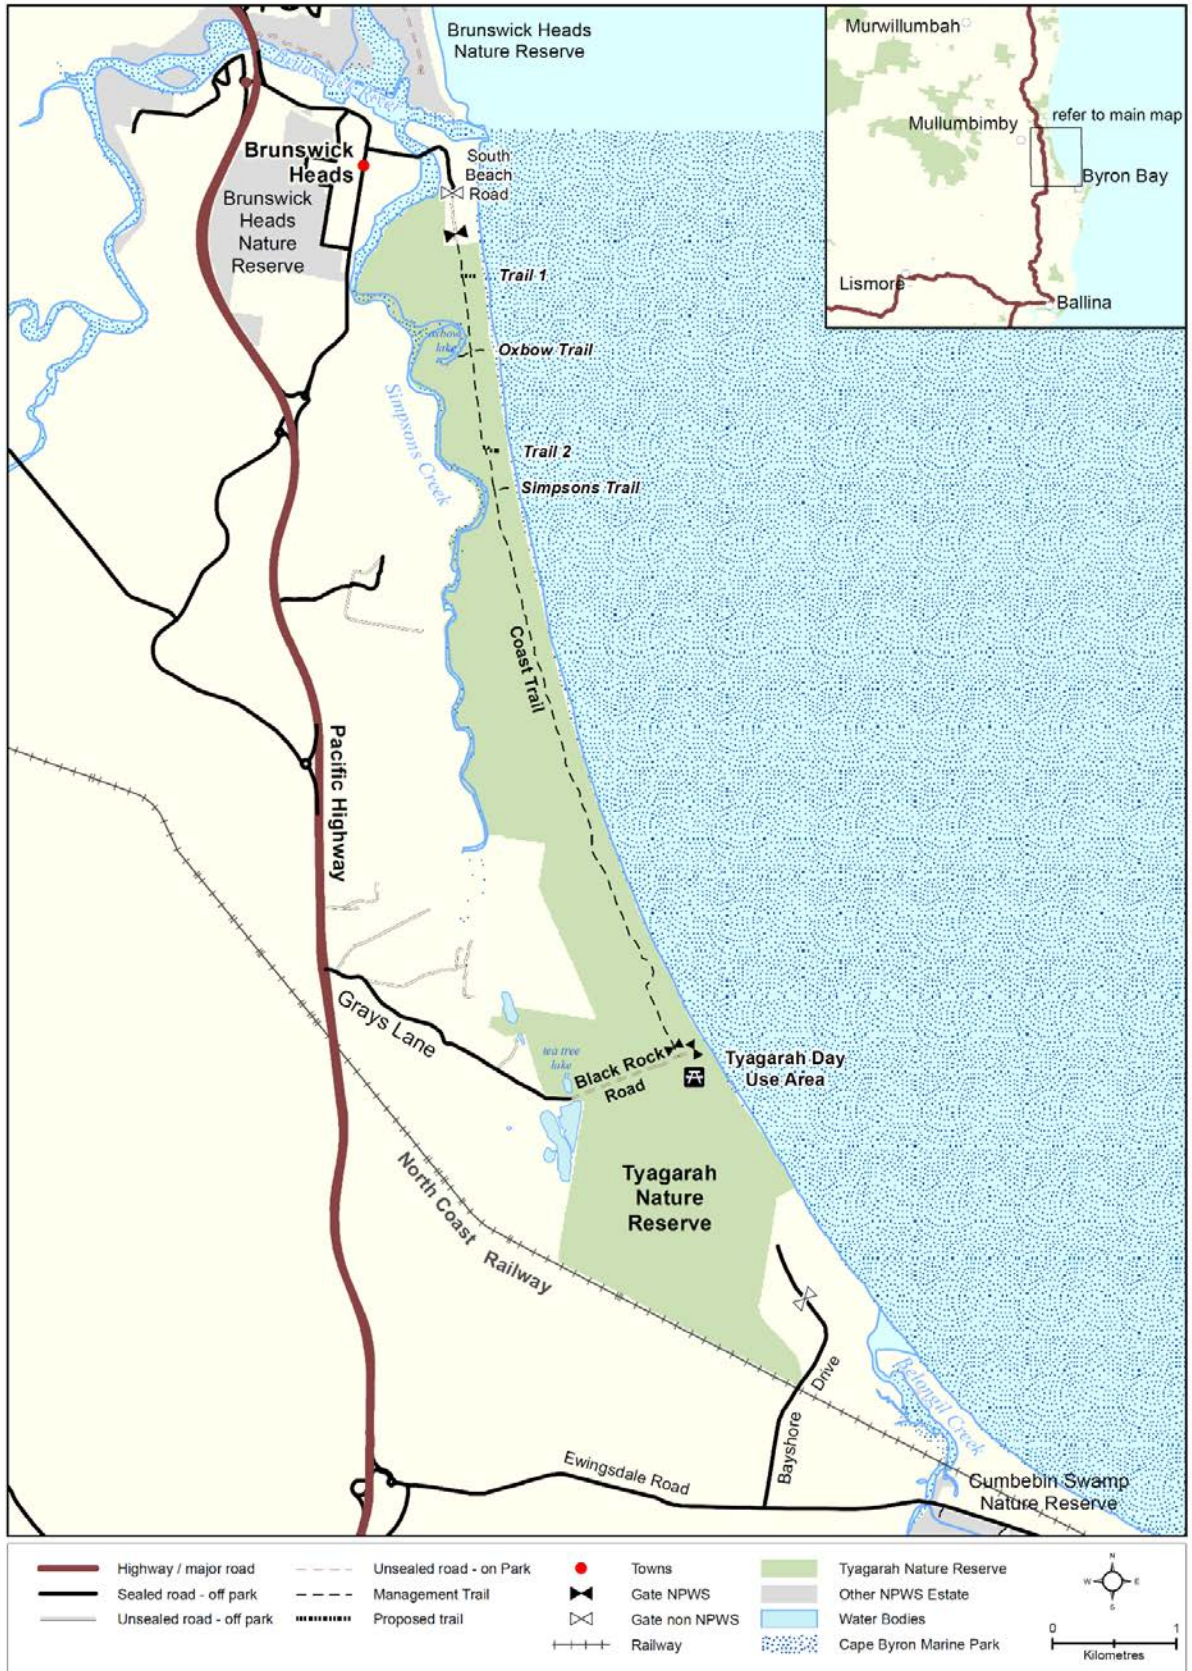 Brunswick Heads
Nature Reserve
Murwillumbah
refer to main map
Mullumbimby
Byron Bay
Lismore
Ballina
Brunswick River
Brunswick
Heads
Brunswick
Heads
Nature
Reserve
South
Beach
Road
Trail 1
oxbow
lake
Oxbow Trail
Simpsons Creek
Trail 2
Simpsons Trail
Coast Trail
Pacific Highway
Grays Lane
tea tree
lake
Black Rock
Road
Tyagarah Day
Use Area
Tyagarah
Nature
Reserve
North Coast Railway
Belongil Creek
Bayshore Drive
Ewingsdale Road
Cumbebin Swamp
Nature Reserve
Highway / major road
Sealed road - off park
Unsealed road - off park
Unsealed road - on Park
Management Trail
Proposed trail
Towns
Gate NPWS
Gate non NPWS
Railway
Tyagarah Nature Reserve
Other NPWS Estate
Water Bodies
Cape Byron Marine Park
N
W E
S
0 1
Kilometres